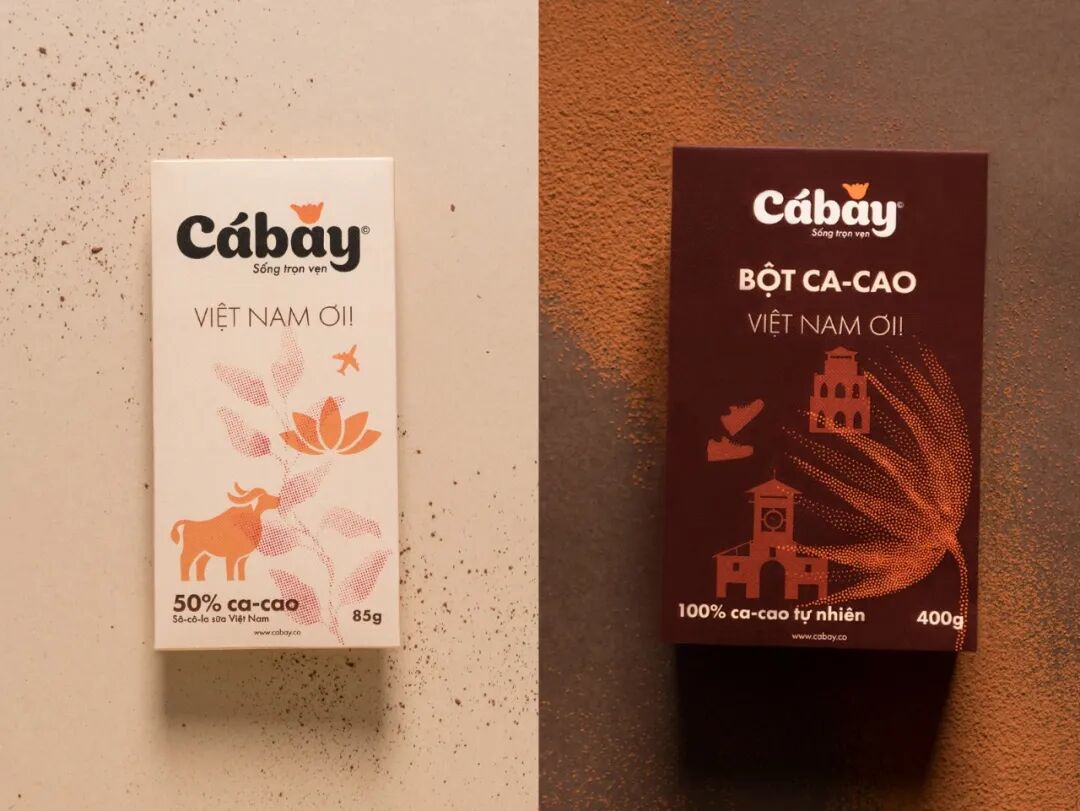 Cábay©
Sống trọn vẹn
VIỆT NAM ƠI!
50% ca-cao
Sô-cô-la sữa Việt Nam
85g
www.cabay.co
Cábay©
Sống trọn vẹn
BỘT CA-CAO
VIỆT NAM ƠI!
100% ca-cao tự nhiên
400g
www.cabay.co